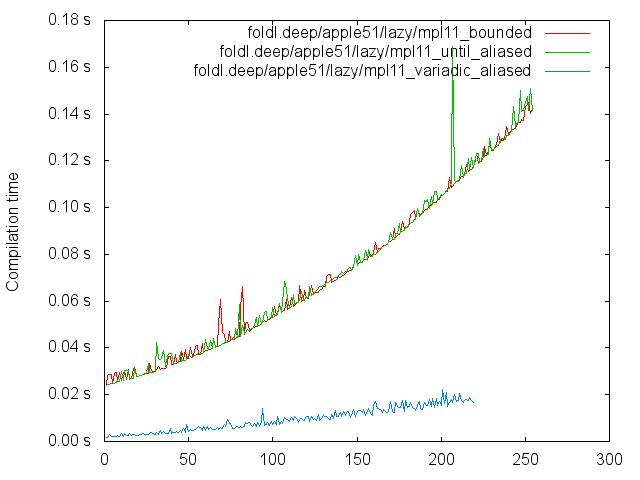 0.18 s
foldl.deep/apple51/lazy/mpl11_bounded
0.16 s
foldl.deep/apple51/lazy/mpl11_until_aliased
foldl.deep/apple51/lazy/mpl11_variadic_aliased
0.14 s
0.12 s
0.10 s
Compilation time
0.08 s
0.06 s
0.04 s
0.02 s
0.00 s
0 50 100 150 200 250 300